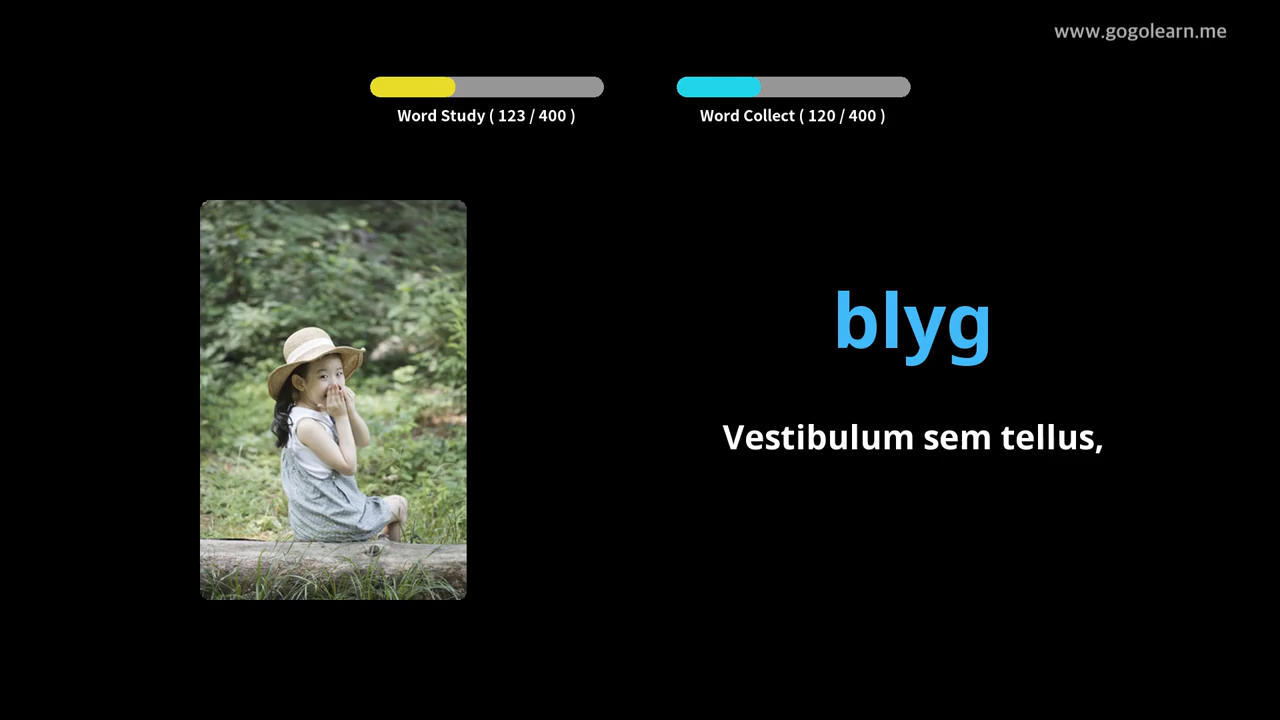 www.gogolearn.me
Word Study ( 123 / 400 )
Word Collect ( 120 / 400 )
blyg
Vestibulum sem tellus,